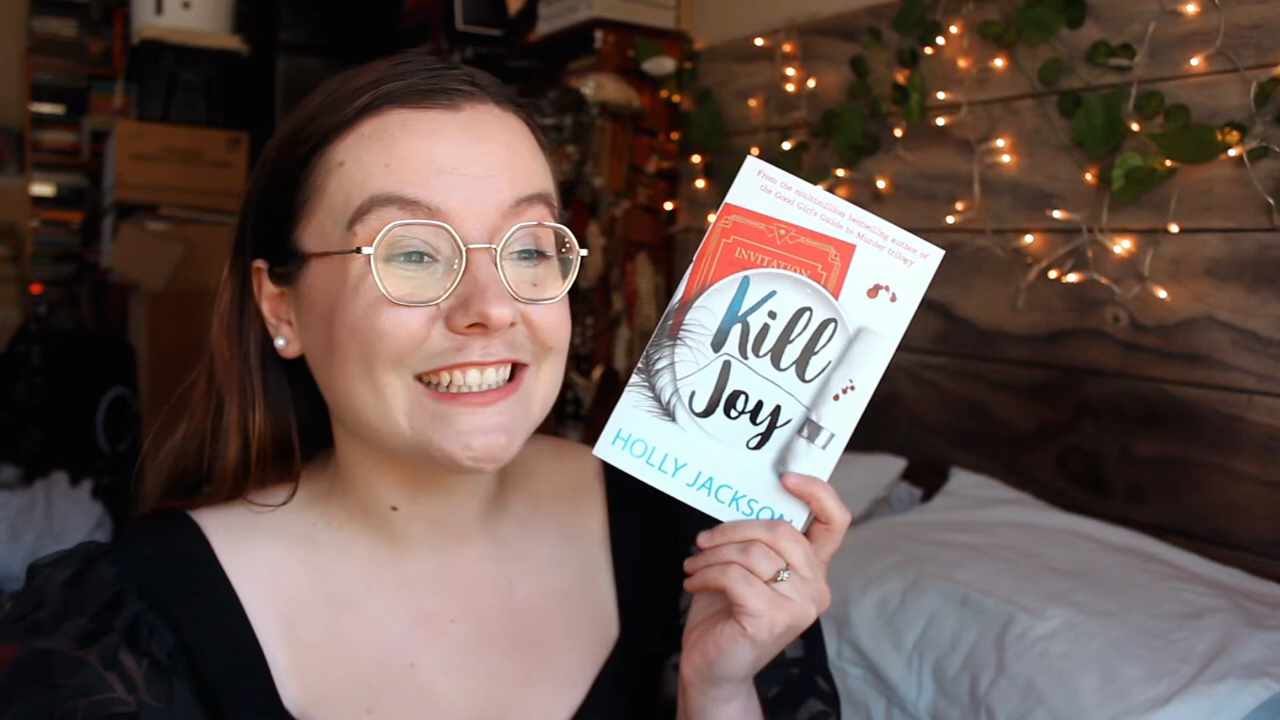 From the multimillion bestselling author of
the Good Girl's Guide to Murder trilogy
INVITATION
Kill
Joy
HOLLY JACKSON